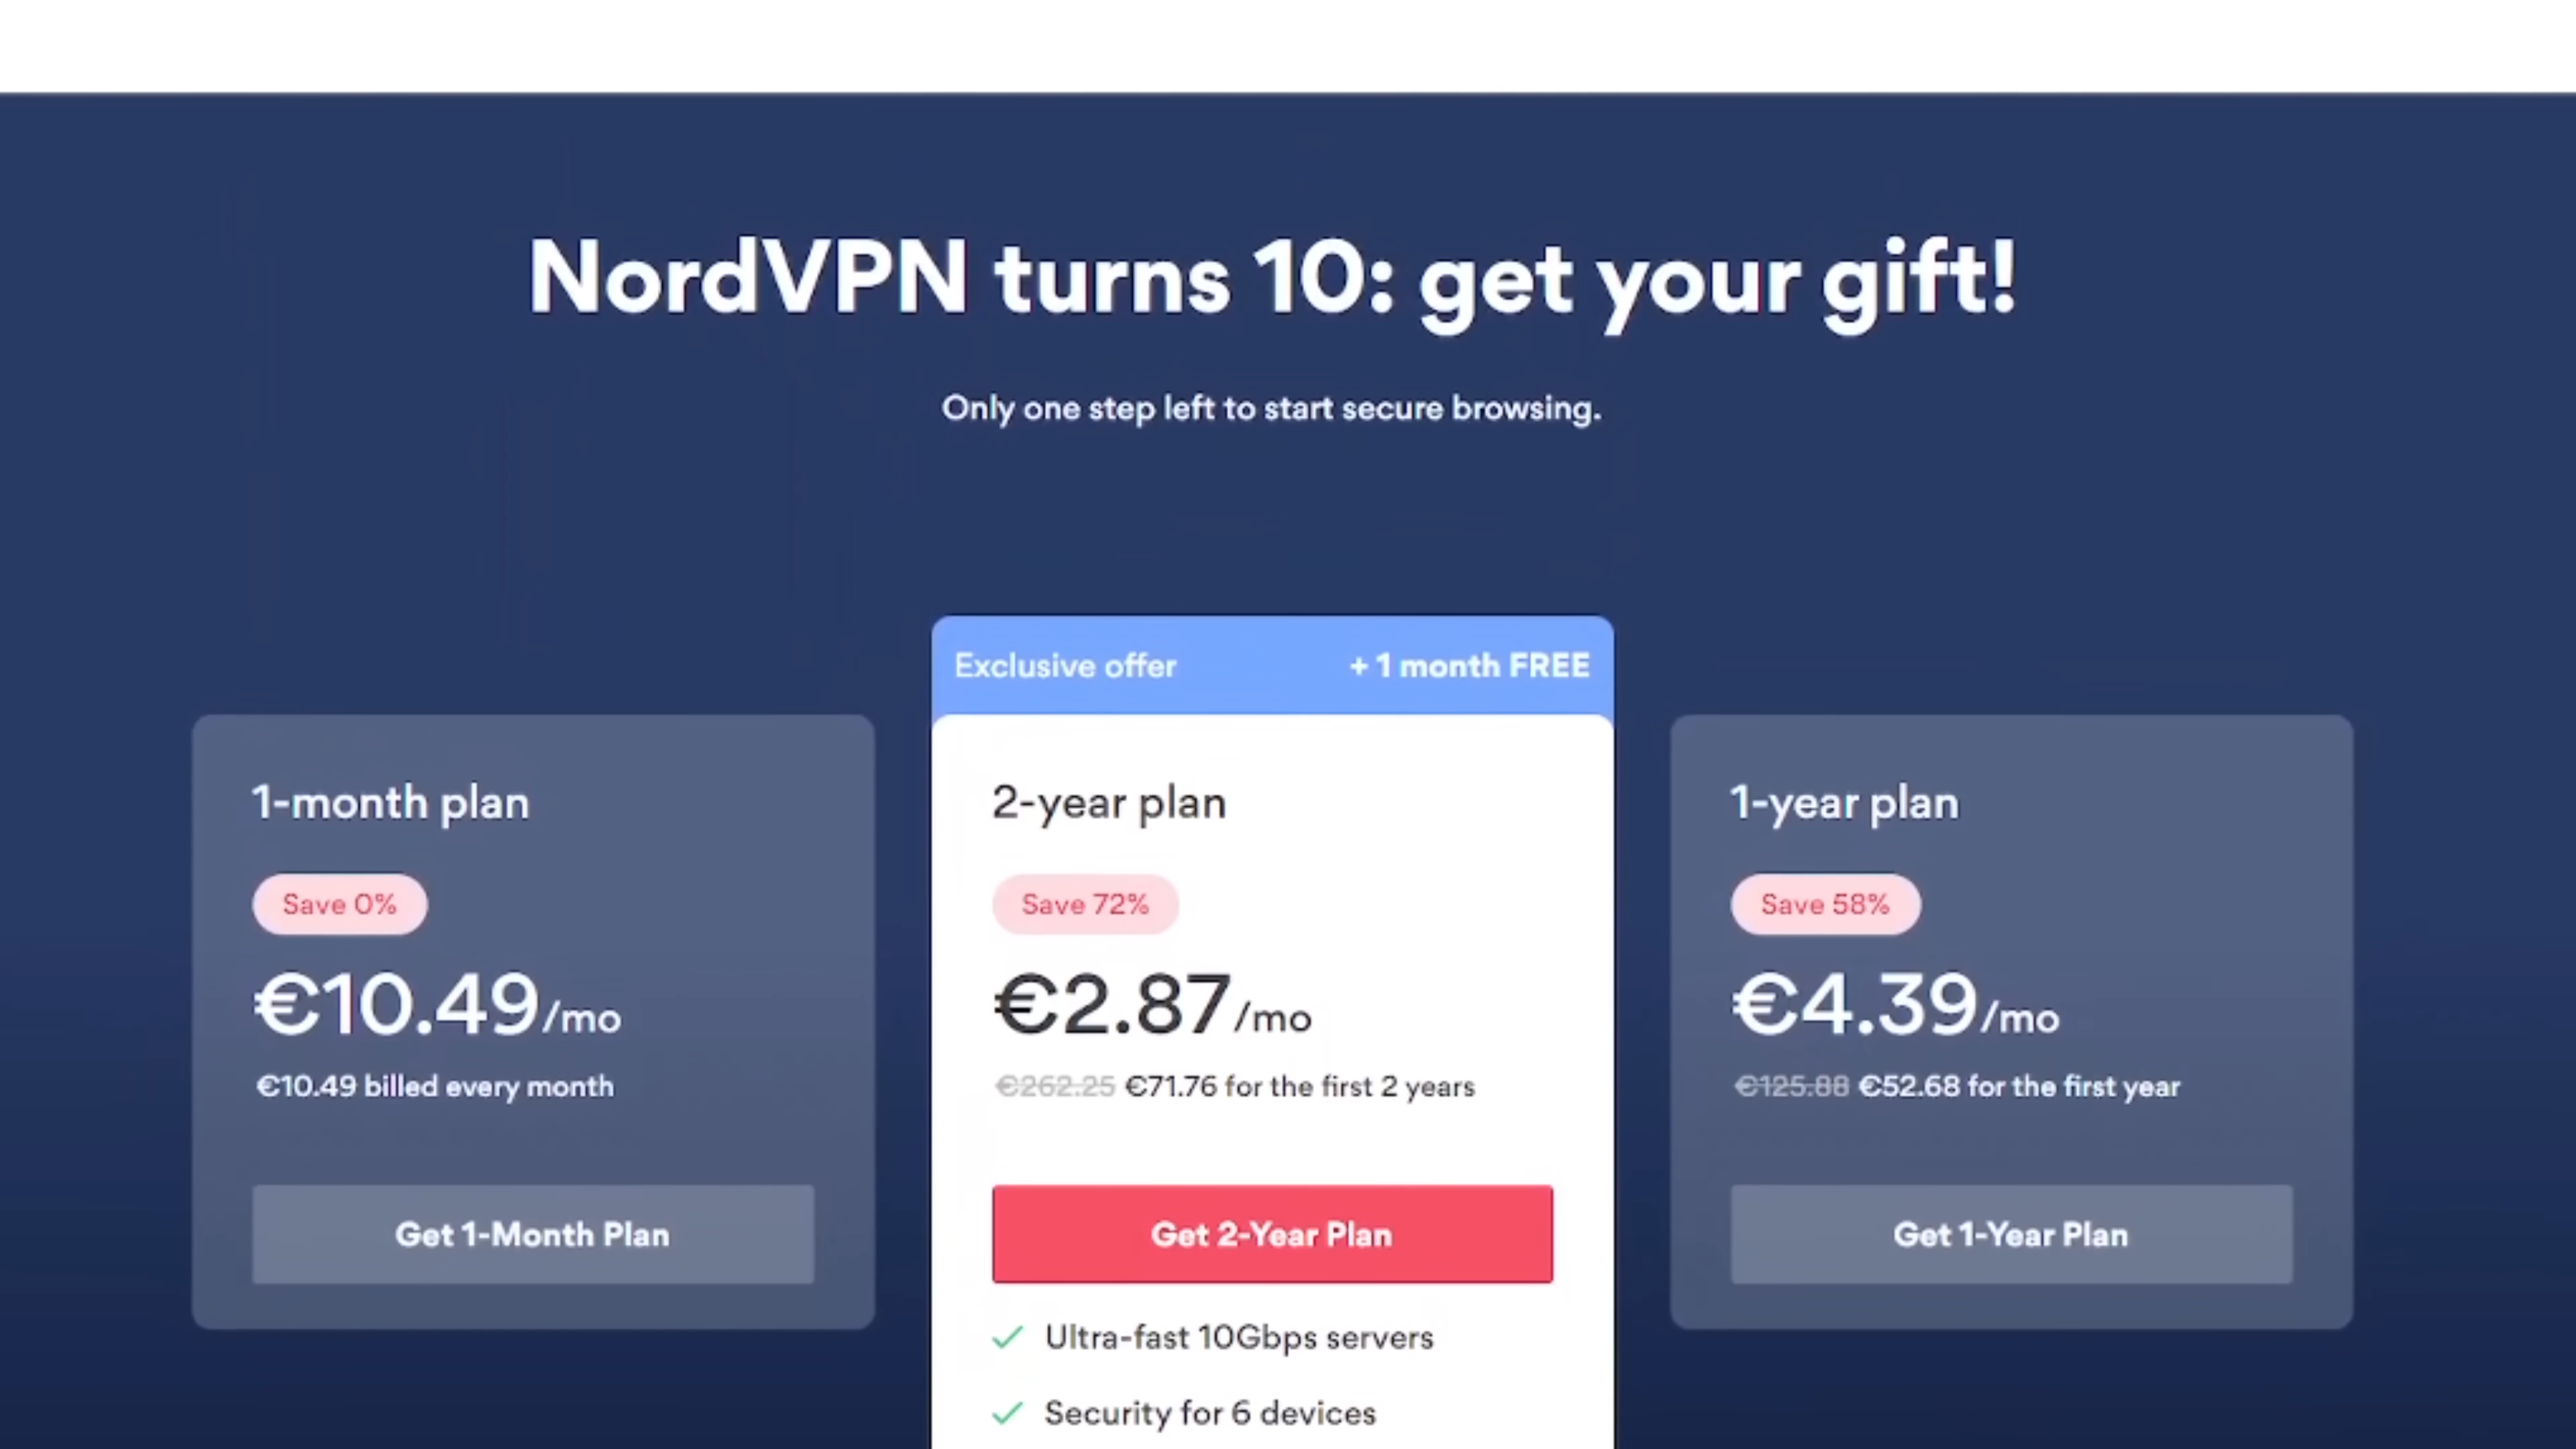 NordVPN turns 10: get your gift!
Only one step left to start secure browsing.
1-month plan
Save 0%
€10.49/mo
€10.49 billed every month
Get 1-Month Plan
Exclusive offer + 1 month FREE
2-year plan
Save 72%
€2.87/mo
€262.25 €71.76 for the first 2 years
Get 2-Year Plan
Ultra-fast 10Gbps servers
Security for 6 devices
1-year plan
Save 58%
€4.39/mo
€125.88 €52.68 for the first year
Get 1-Year Plan